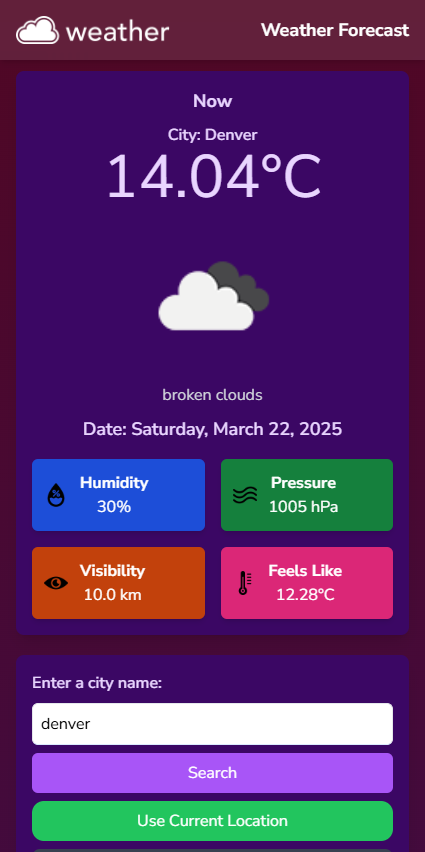 weather
Weather Forecast
Now
City: Denver
14.04°C
broken clouds
Date: Saturday, March 22, 2025
Humidity
30%
Pressure
1005 hPa
Visibility
10.0 km
Feels Like
12.28°C
Enter a city name:
denver
Search
Use Current Location